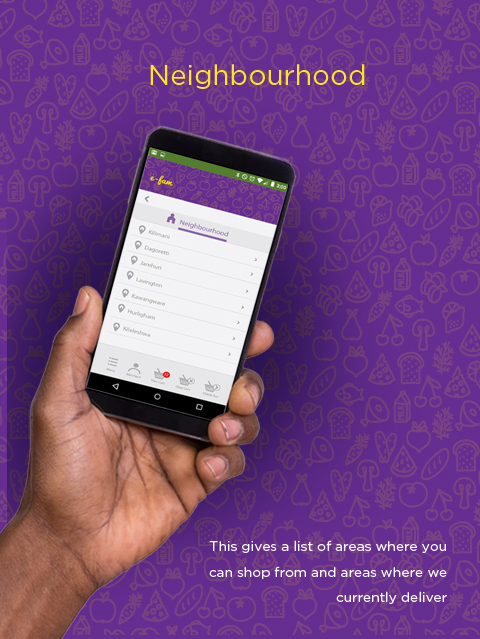 Neighbourhood
3:00
e-fam
Neighbourhood
Kilimani
Dagoretti
Jamhuri
Lavington
Kawangware
Hurligham
Kileleshwa
This gives a list of areas where you
can shop from and areas where we
currently deliver